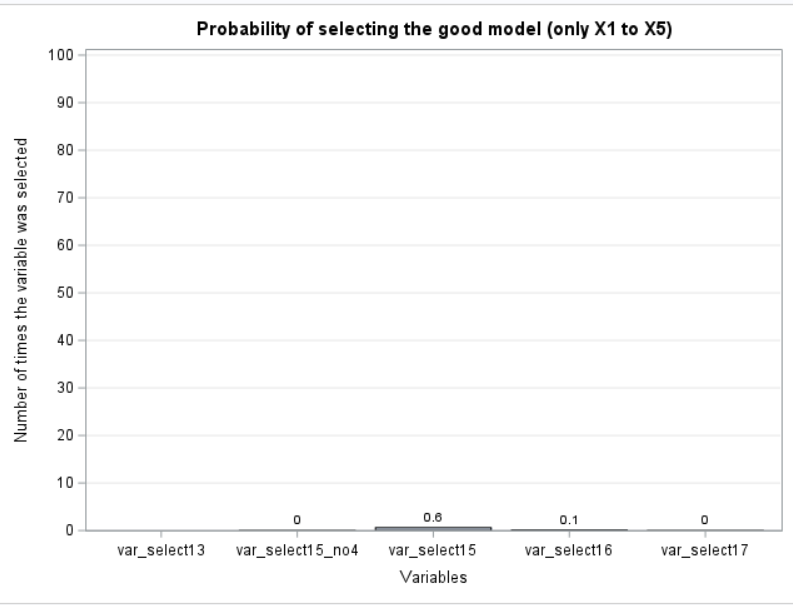 Probability of selecting the good model (only X1 to X5)
Number of times the variable was selected
100
90
80
70
60
50
40
30
20
10
0
0
0.6
0.1
0
var_select13
var_select15_no4
var_select15
var_select16
var_select17
Variables